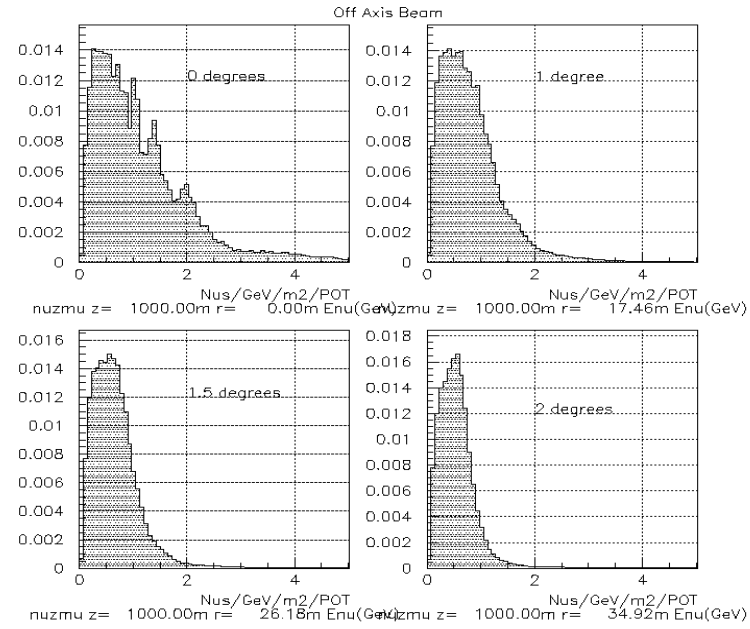 Off Axis Beam
0.014
0.012
0.01
0.008
0.006
0.004
0.002
0
0 degrees
0 2 4
Nus/GeV/m2/POT
nuzmu z= 1000.00m r= 0.00m Enu(GeV)
0.014
0.012
0.01
0.008
0.006
0.004
0.002
0
1 degree
0 2 4
Nus/GeV/m2/POT
nuzmu z= 1000.00m r= 17.46m Enu(GeV)
0.016
0.014
0.012
0.01
0.008
0.006
0.004
0.002
0
1.5 degrees
0 2 4
Nus/GeV/m2/POT
nuzmu z= 1000.00m r= 26.18m Enu(GeV)
0.018
0.016
0.014
0.012
0.01
0.008
0.006
0.004
0.002
0
2 degrees
0 2 4
Nus/GeV/m2/POT
nuzmu z= 1000.00m r= 34.92m Enu(GeV)